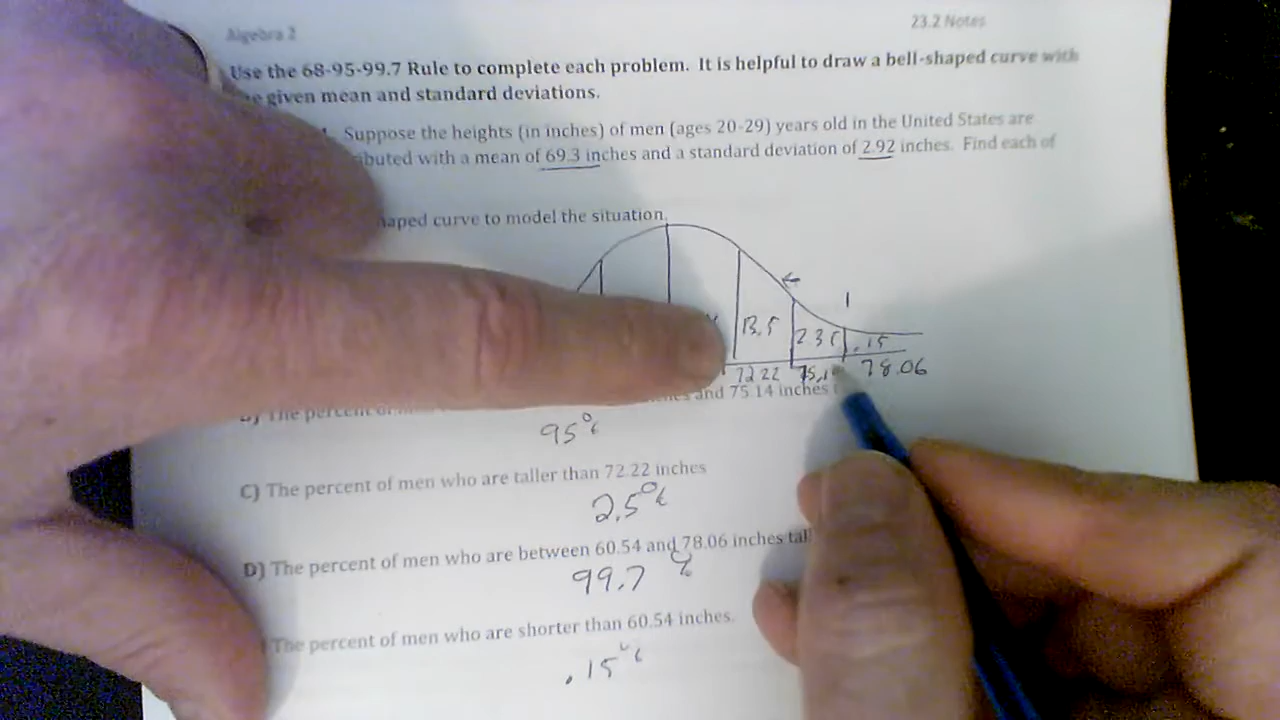 Algebra 2 23.2 Notes
Use the 68-95-99.7 Rule to complete each problem. It is helpful to draw a bell-shaped curve with
given mean and standard deviations.
Suppose the heights (in inches) of men (ages 20-29) years old in the United States are
with a mean of 69.3 inches and a standard deviation of 2.92 inches. Find each of
curve to model the situation.
13.5 2 35 .15
72 22 78.06
and 75 14 inches
95%
C) The percent of men who are taller than 72.22 inches
2.5%
D) The percent of men who are between 60.54 and 78.06 inches
99.7 %
The percent of men who are shorter than 60.54 inches.
.15%